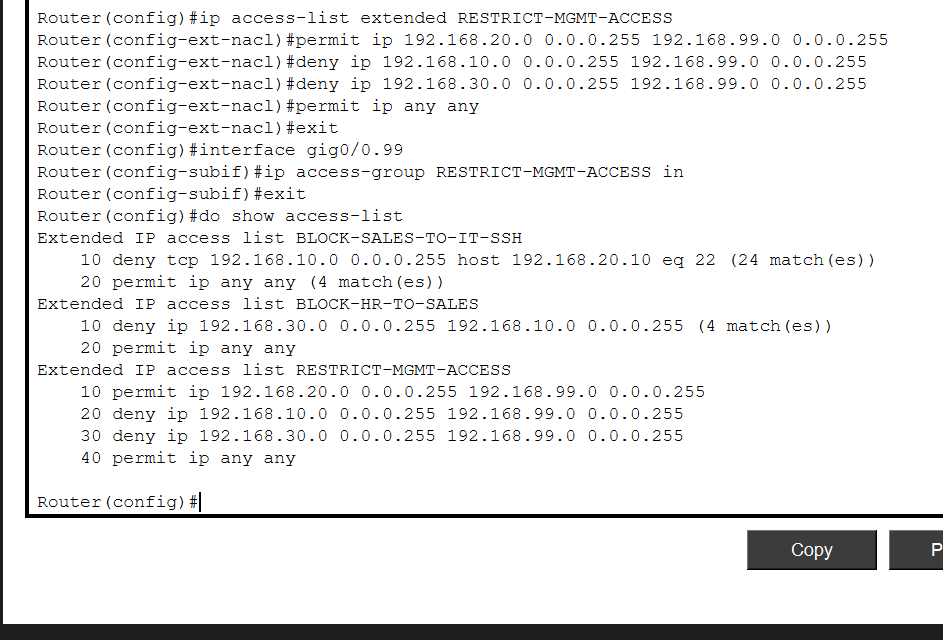 Router(config)#ip access-list extended RESTRICT-MGMT-ACCESS
Router(config-ext-nacl)#permit ip 192.168.20.0 0.0.0.255 192.168.99.0 0.0.0.255
Router(config-ext-nacl)#deny ip 192.168.10.0 0.0.0.255 192.168.99.0 0.0.0.255
Router(config-ext-nacl)#deny ip 192.168.30.0 0.0.0.255 192.168.99.0 0.0.0.255
Router(config-ext-nacl)#permit ip any any
Router(config-ext-nacl)#exit
Router(config)#interface gig0/0.99
Router(config-subif)#ip access-group RESTRICT-MGMT-ACCESS in
Router(config-subif)#exit
Router(config)#do show access-list
Extended IP access list BLOCK-SALES-TO-IT-SSH
    10 deny tcp 192.168.10.0 0.0.0.255 host 192.168.20.10 eq 22 (24 match(es))
    20 permit ip any any (4 match(es))
Extended IP access list BLOCK-HR-TO-SALES
    10 deny ip 192.168.30.0 0.0.0.255 192.168.10.0 0.0.0.255 (4 match(es))
    20 permit ip any any
Extended IP access list RESTRICT-MGMT-ACCESS
    10 permit ip 192.168.20.0 0.0.0.255 192.168.99.0 0.0.0.255
    20 deny ip 192.168.10.0 0.0.0.255 192.168.99.0 0.0.0.255
    30 deny ip 192.168.30.0 0.0.0.255 192.168.99.0 0.0.0.255
    40 permit ip any any
Router(config)#
Copy
P